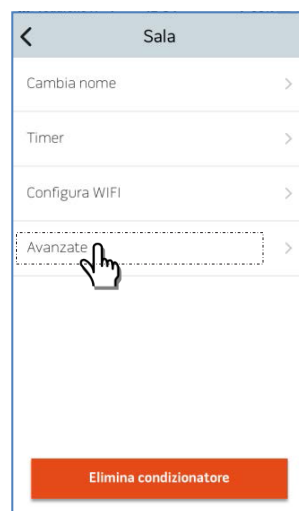 Sala
Cambia nome
Timer
Configura WIFI
Avanzate
Elimina condizionatore